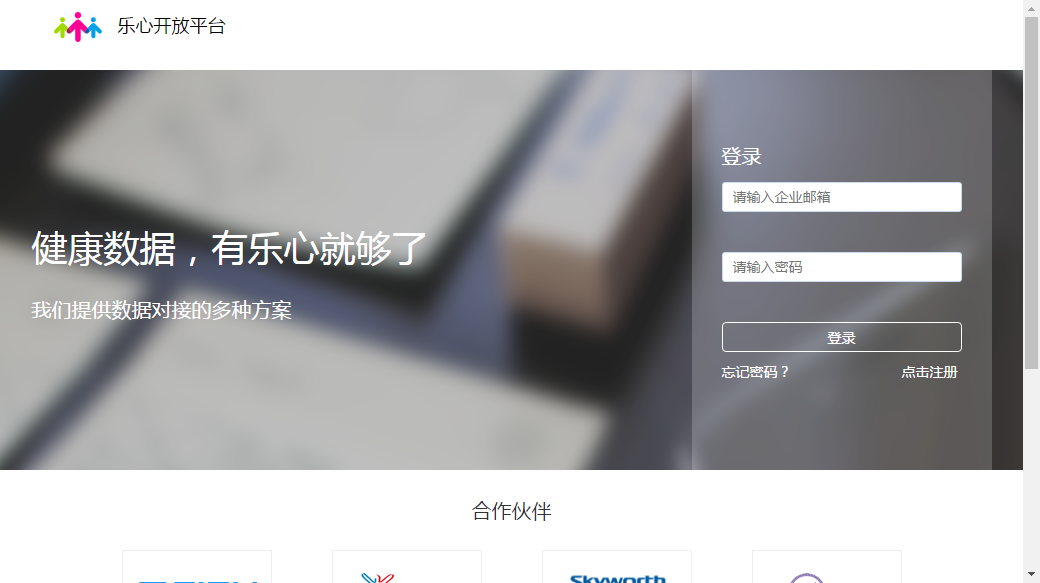 乐心开放平台
健康数据，有乐心就够了
我们提供数据对接的多种方案
登录
请输入企业邮箱
请输入密码
登录
忘记密码？
点击注册
合作伙伴
Skyworth